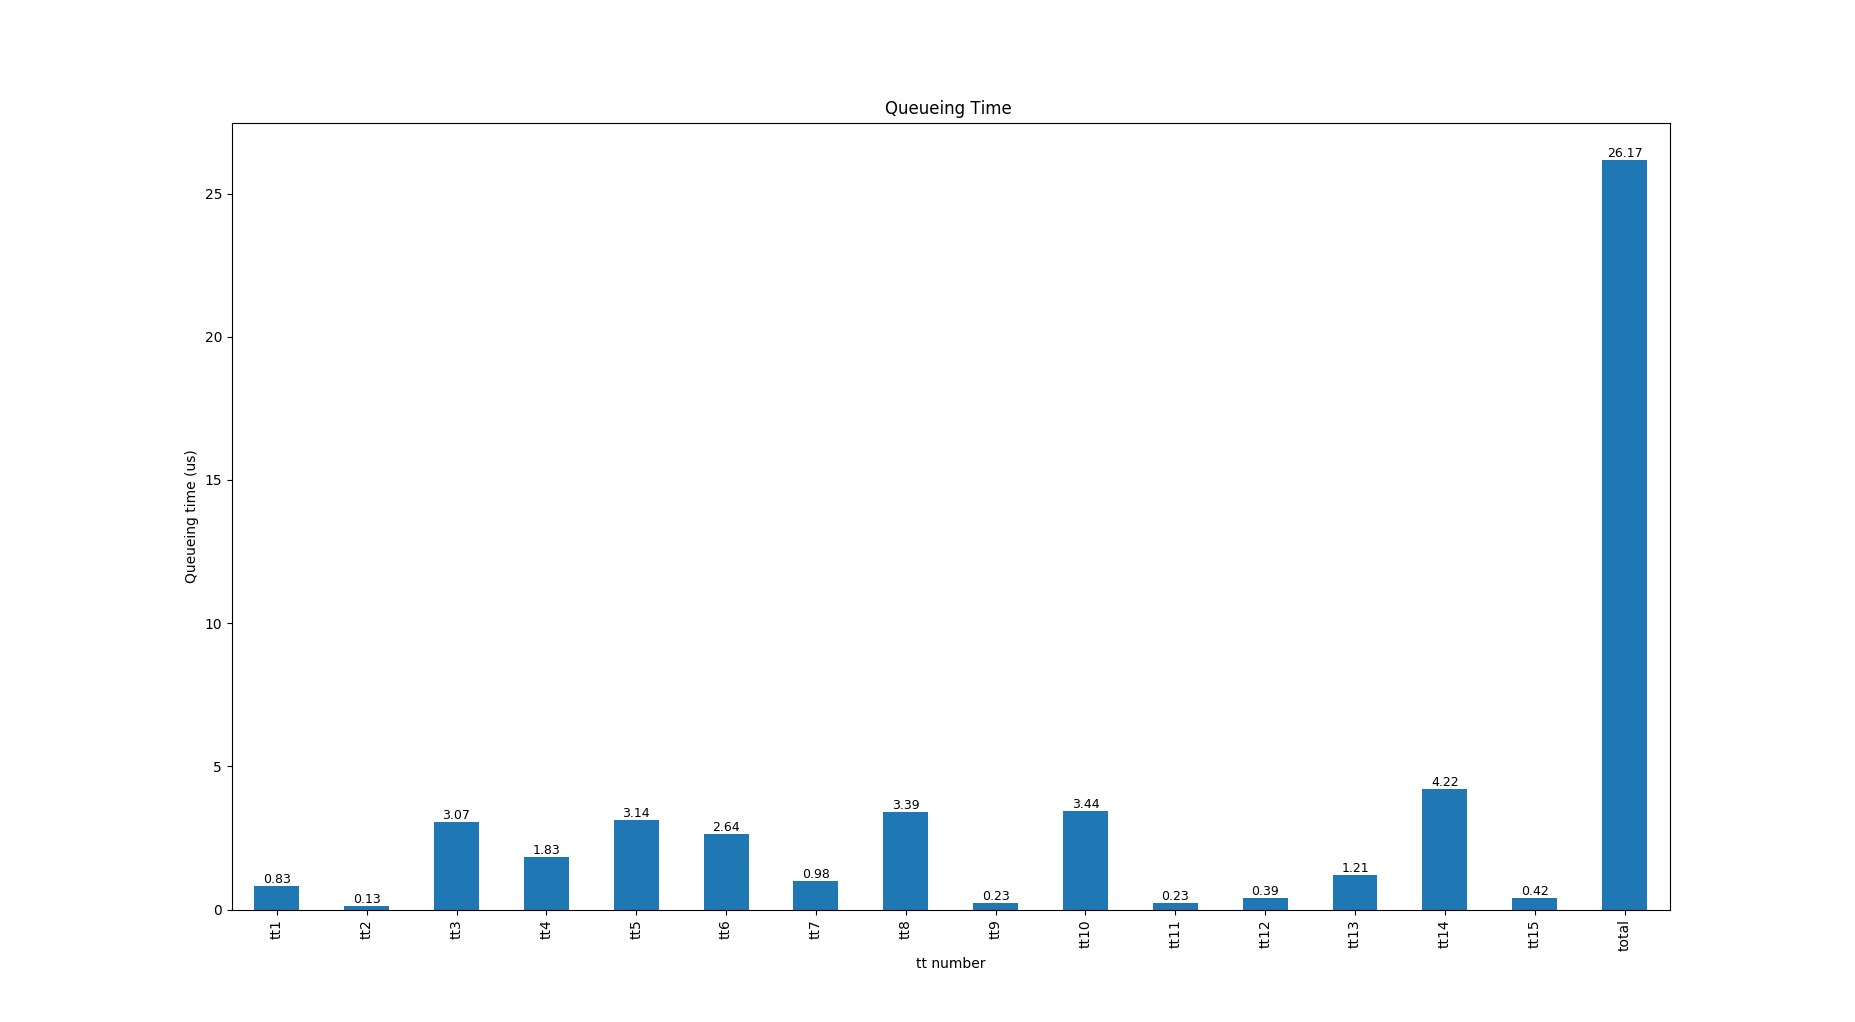 Queueing Time
26.17
25
20
15
10
5
0
Queueing time (us)
0.83
0.13
3.07
1.83
3.14
2.64
0.98
3.39
0.23
3.44
0.23
0.39
1.21
4.22
0.42
tt1
tt2
tt3
tt4
tt5
tt6
tt7
tt8
tt9
tt10
tt11
tt12
tt13
tt14
tt15
total
tt number